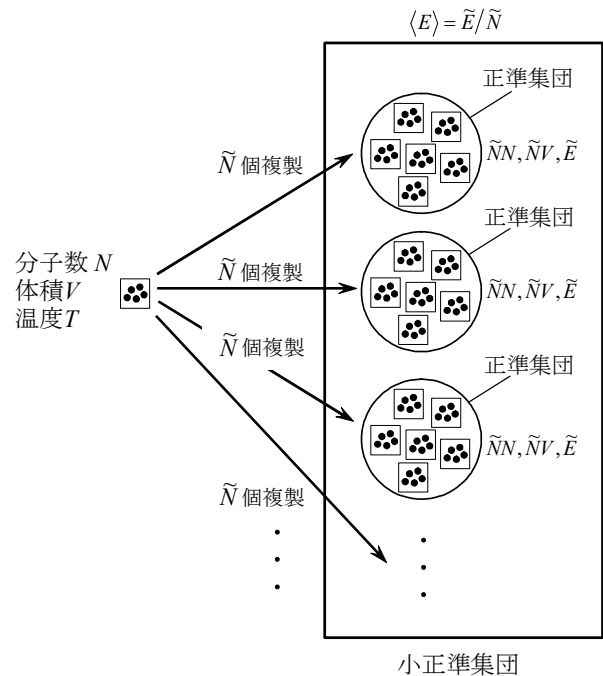 ⟨E⟩ = Ẽ/Ñ
正準集団
ÑN, ÑV, Ẽ
Ñ 個複製
正準集団
ÑN, ÑV, Ẽ
Ñ 個複製
分子数 N
体積V
温度T
正準集団
ÑN, ÑV, Ẽ
Ñ 個複製
Ñ 個複製
小正準集団